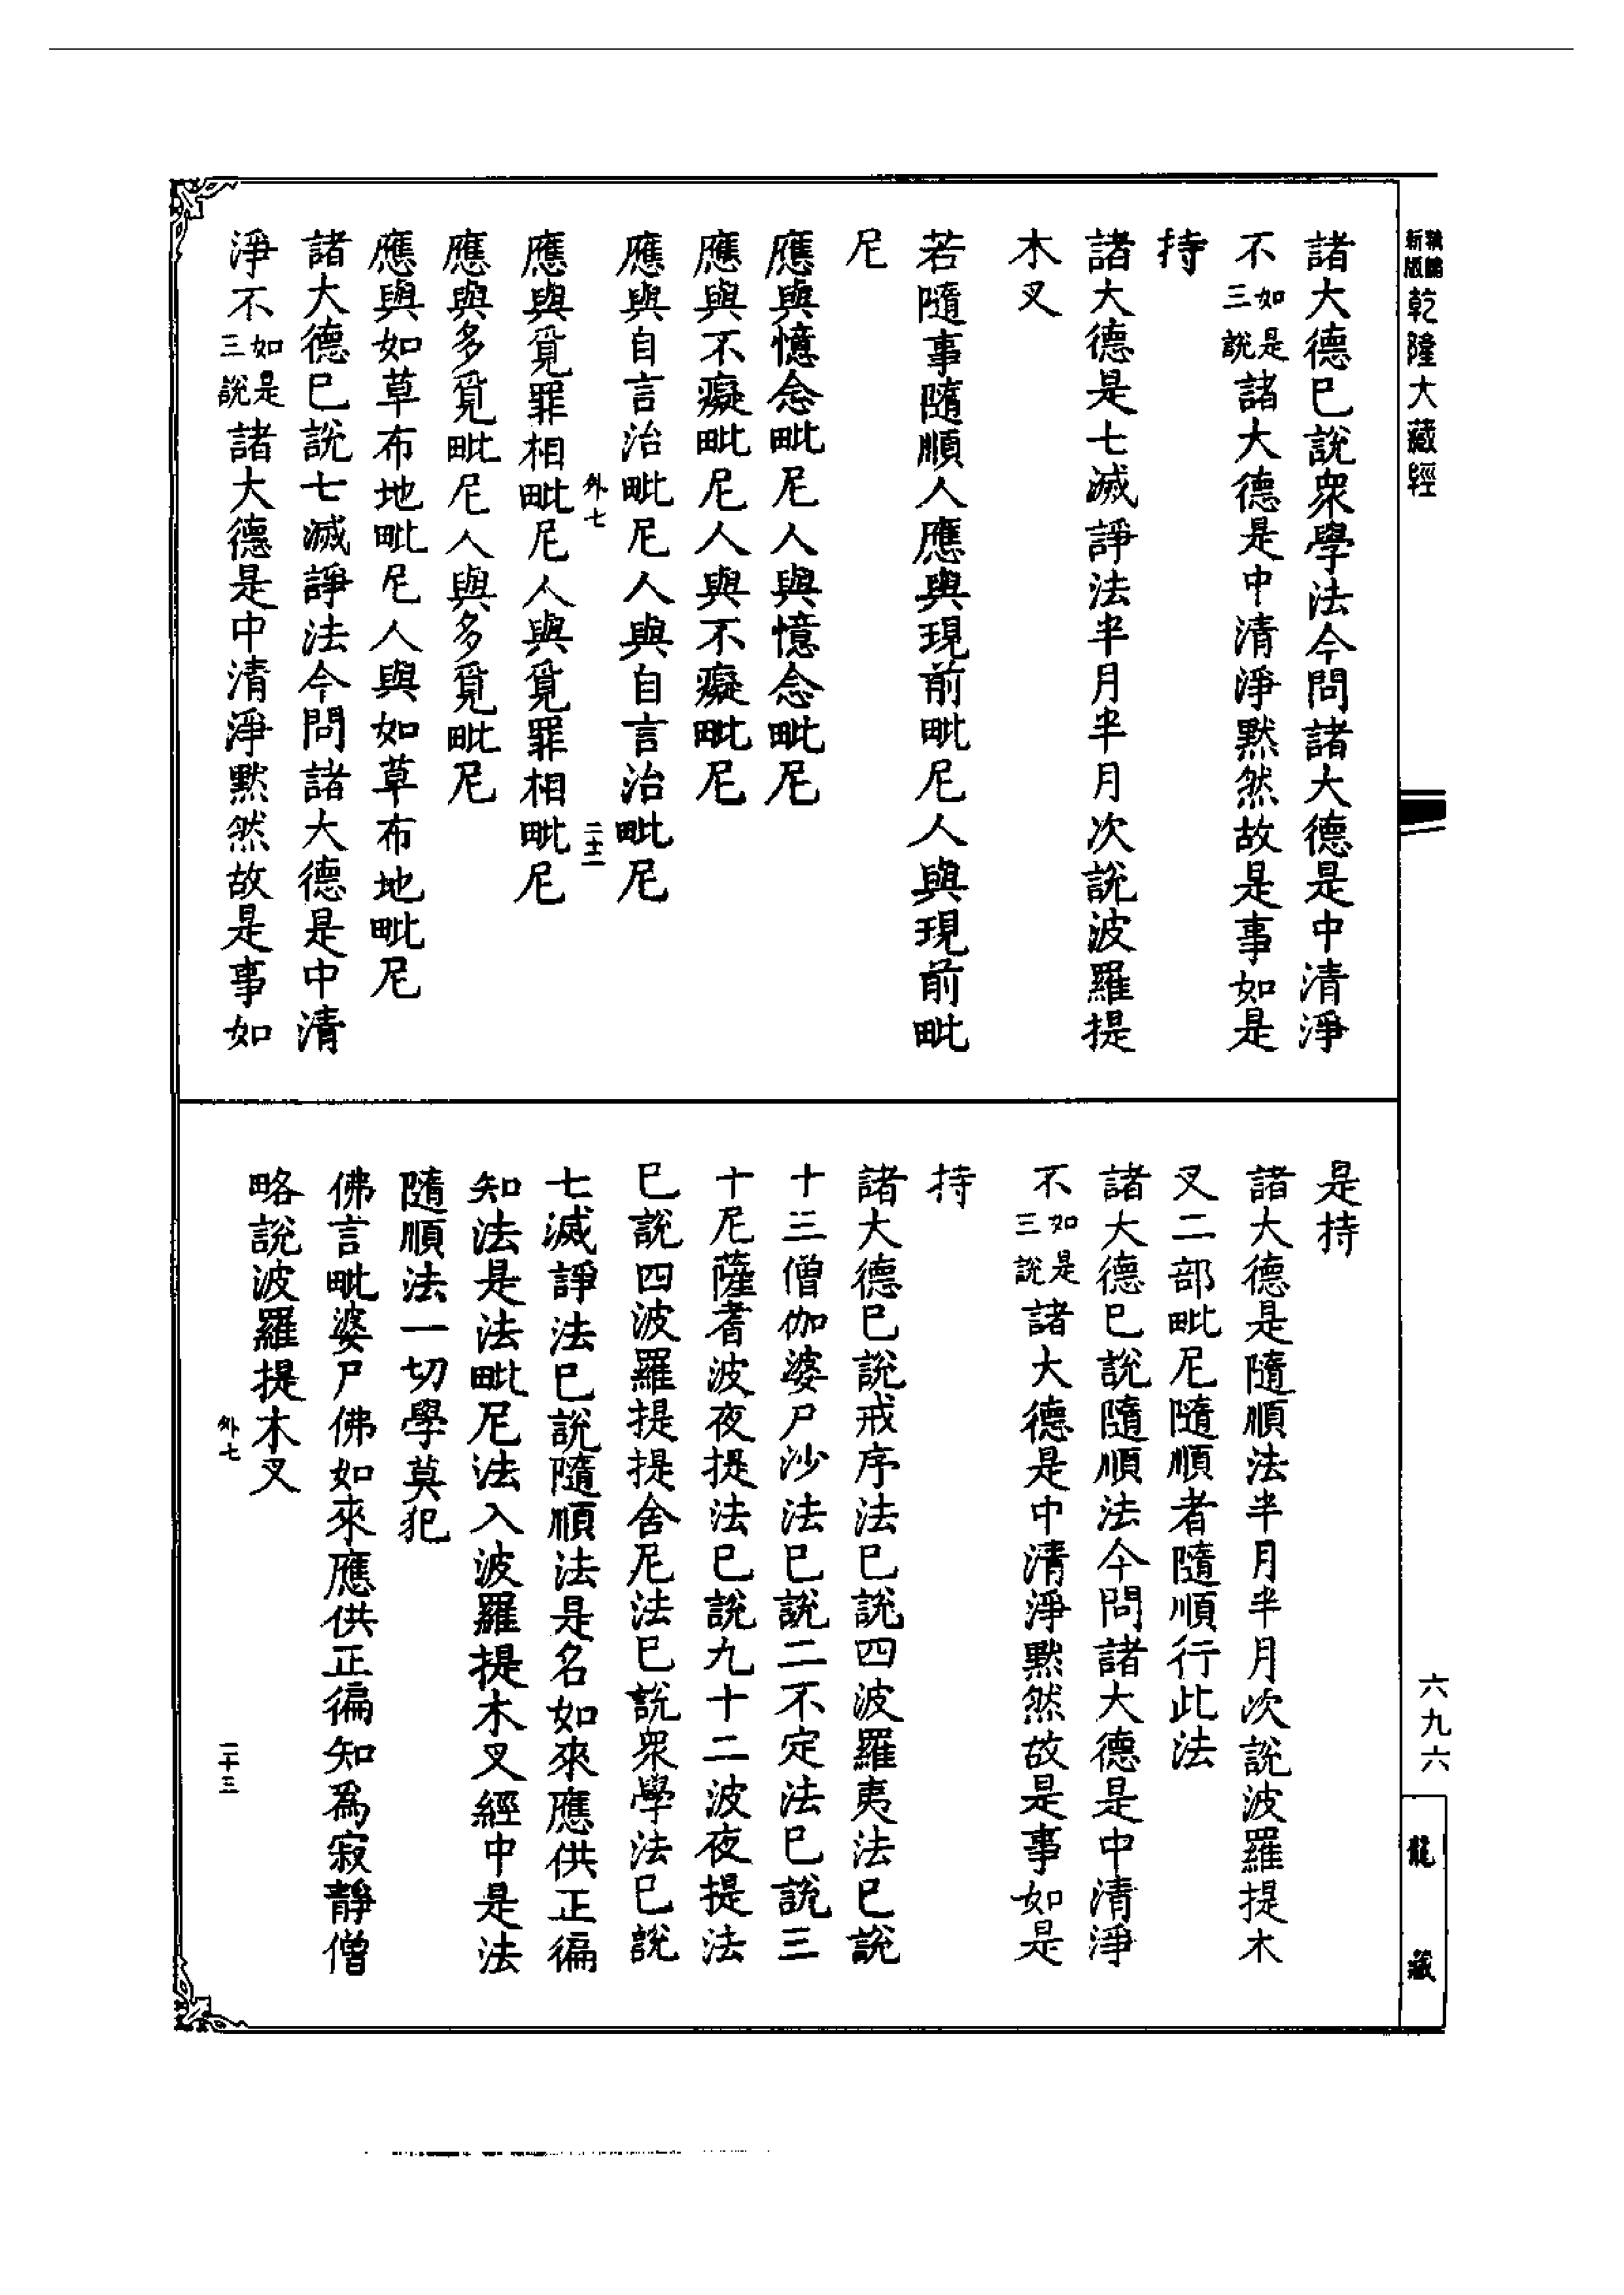 新版
乾隆大藏經
諸大德已說衆學法今問諸大德是中清淨
不如是三說諸大德是中清淨黙然故是事如是
持
諸大德是七滅諍法半月半月次說波羅提
木叉
若隨事隨順人應與現前毗尼人與現前毗
尼
應與憶念毗尼人與憶念毗尼
應與不癡毗尼人與不癡毗尼
應與自言治毗尼人與自言治毗尼
外七 二十二
應與覓罪相毗尼人與覓罪相毗尼
應與多覓毗尼人與多覓毗尼
應與如草布地毗尼人與如草布地毗尼
諸大德已說七滅諍法今問諸大德是中清
淨不如是三說諸大德是中清淨黙然故是事如
是持
諸大德是隨順法半月半月次說波羅提木
叉二部毗尼隨順者隨順行此法
諸大德已說隨順法今問諸大德是中清淨
不如是三說諸大德是中清淨黙然故是事如是
持
諸大德已說戒序法已說四波羅夷法已說
十三僧伽婆尸沙法已說二不定法已說三
十尼薩耆波夜提法已說九十二波夜提法
已說四波羅提提舍尼法已說衆學法已說
七滅諍法已說隨順法是名如來應供正徧
知法是法毗尼法入波羅提木叉經中是法
隨順法一切學莫犯
佛言毗婆尸佛如來應供正徧知爲寂靜僧
略說波羅提木叉
外七 二十三
六九六
龍藏